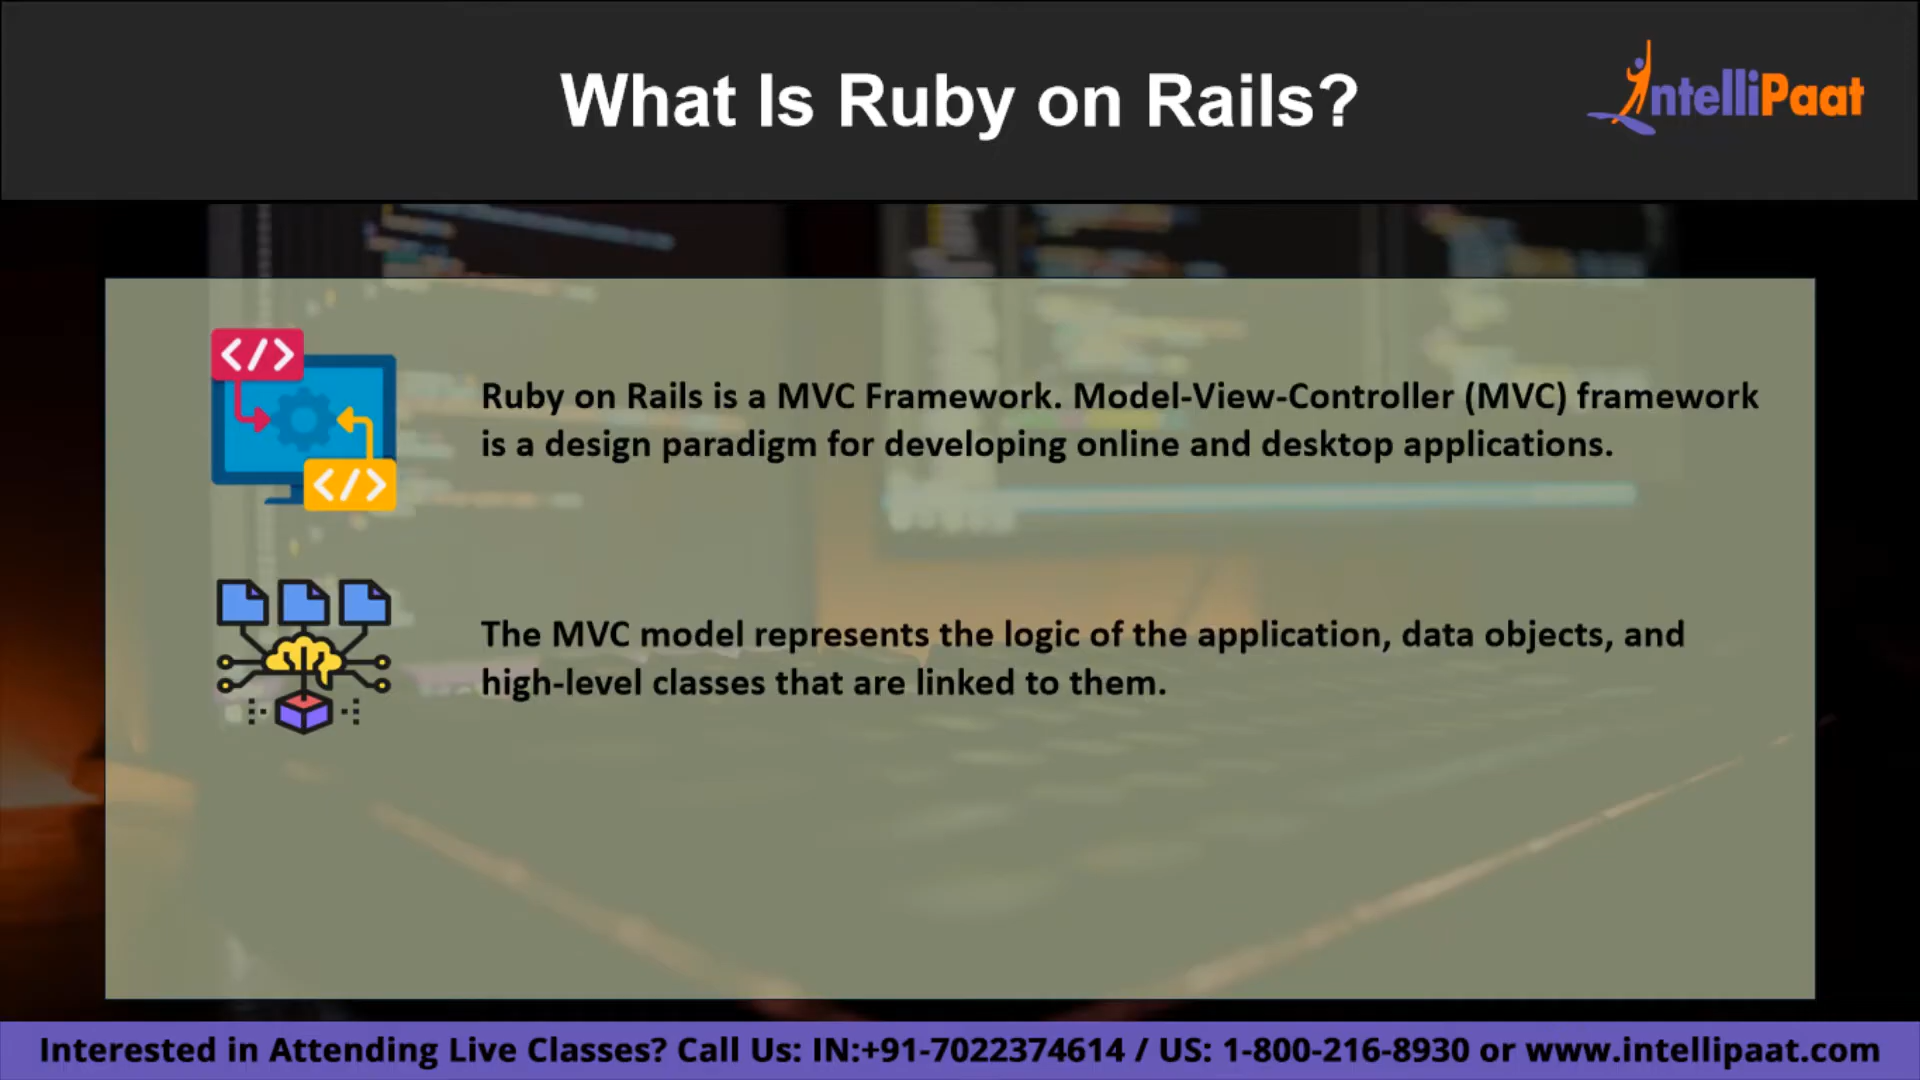 What Is Ruby on Rails?
IntelliPaat
</>
Ruby on Rails is a MVC Framework. Model-View-Controller (MVC) framework
is a design paradigm for developing online and desktop applications.
</>
The MVC model represents the logic of the application, data objects, and
high-level classes that are linked to them.
Interested in Attending Live Classes? Call Us: IN:+91-7022374614 / US: 1-800-216-8930 or www.intellipaat.com